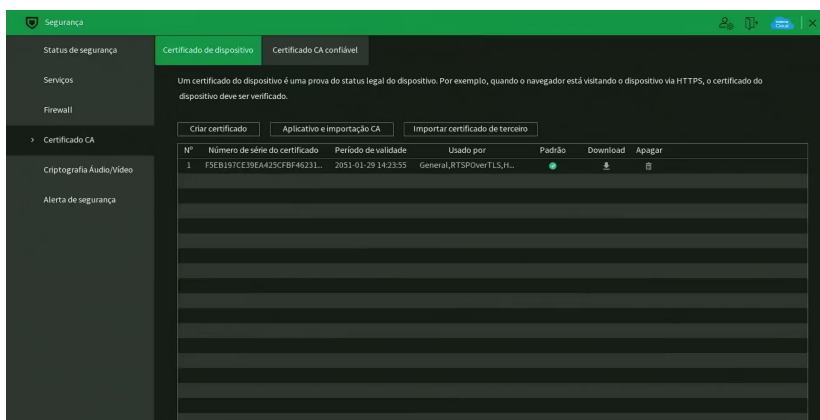 Segurança
Status de segurança
Serviços
Firewall
Certificado CA
Criptografia Áudio/Vídeo
Alerta de segurança
Certificado de dispositivo Certificado CA confiável
Um certificado do dispositivo é uma prova do status legal do dispositivo. Por exemplo, quando o navegador está visitando o dispositivo via HTTPS, o certificado do
dispositivo deve ser verificado.
Criar certificado Aplicativo e importação CA Importar certificado de terceiro
Nº Número de série do certificado Período de validade Usado por Padrão Download Apagar
1 F5EB197CE39EA425CFBF46231... 2051-01-29 14:23:55 General,RTSPOverTLS,H...